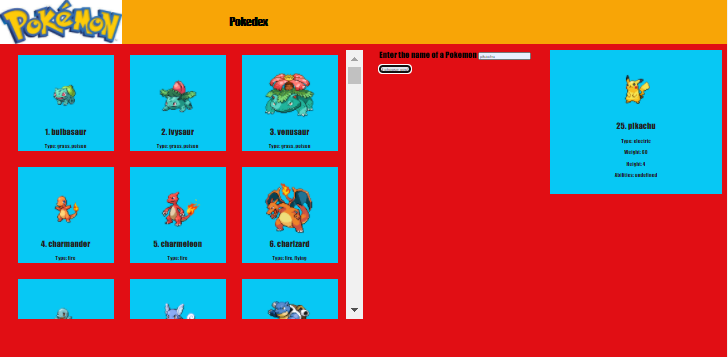 Pokémon
Pokedex
1. bulbasaur
Type: grass, poison
2. ivysaur
Type: grass, poison
3. venusaur
Type: grass, poison
4. charmander
Type: fire
5. charmeleon
Type: fire
6. charizard
Type: fire, flying
Enter the name of a Pokemon
pikachu
25. pikachu
Type: electric
Weight: 60
Height: 4
Abilities: undefined